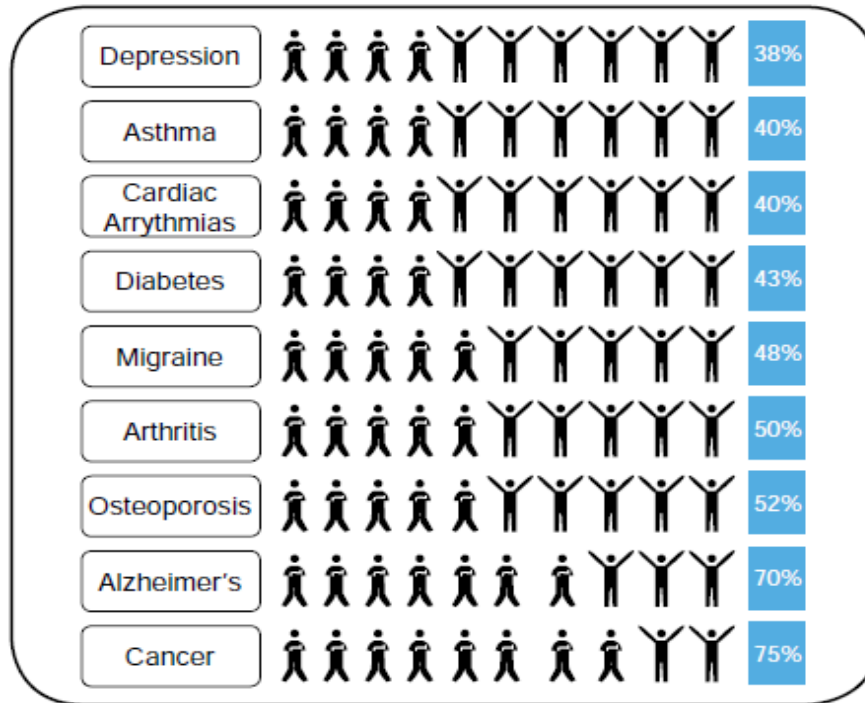 Depression 38%
Asthma 40%
Cardiac
Arrythmias 40%
Diabetes 43%
Migraine 48%
Arthritis 50%
Osteoporosis 52%
Alzheimer's 70%
Cancer 75%